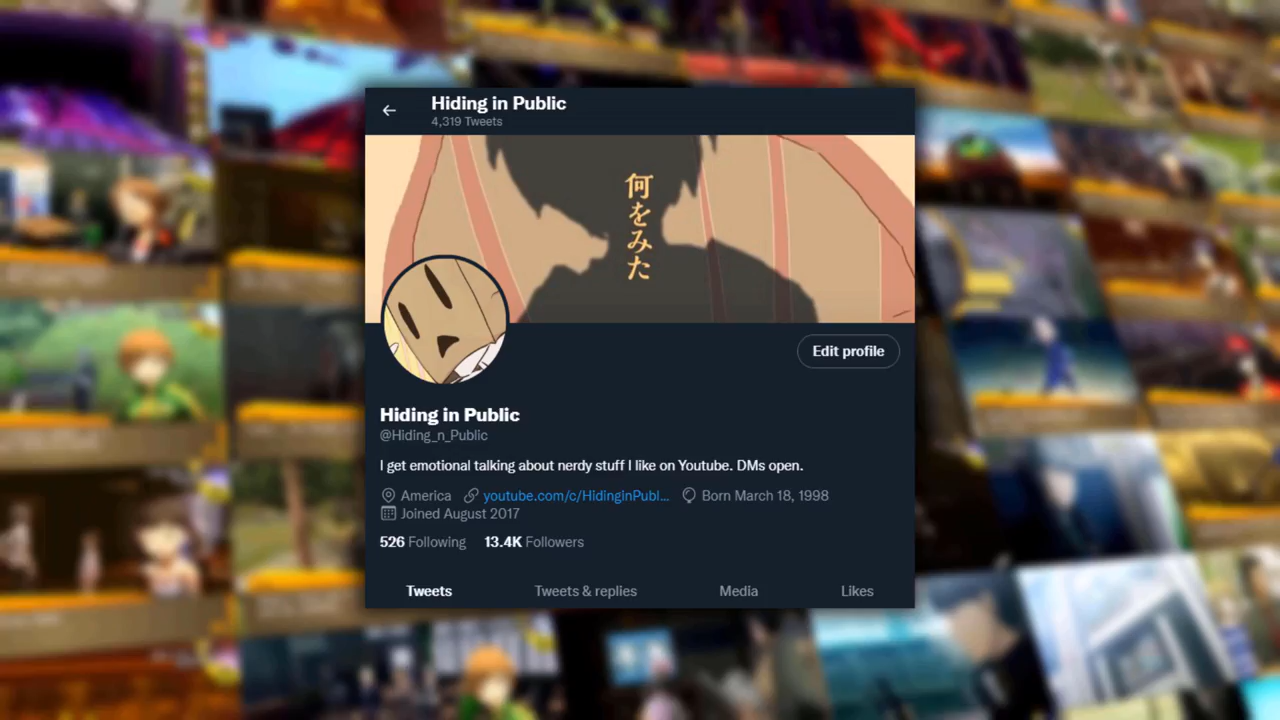 Hiding in Public
4,319 Tweets
何をみた
Edit profile
Hiding in Public
@Hiding_n_Public
I get emotional talking about nerdy stuff I like on Youtube. DMs open.
America youtube.com/c/HidinginPubl... Born March 18, 1998
Joined August 2017
526 Following 13.4K Followers
Tweets Tweets & replies Media Likes